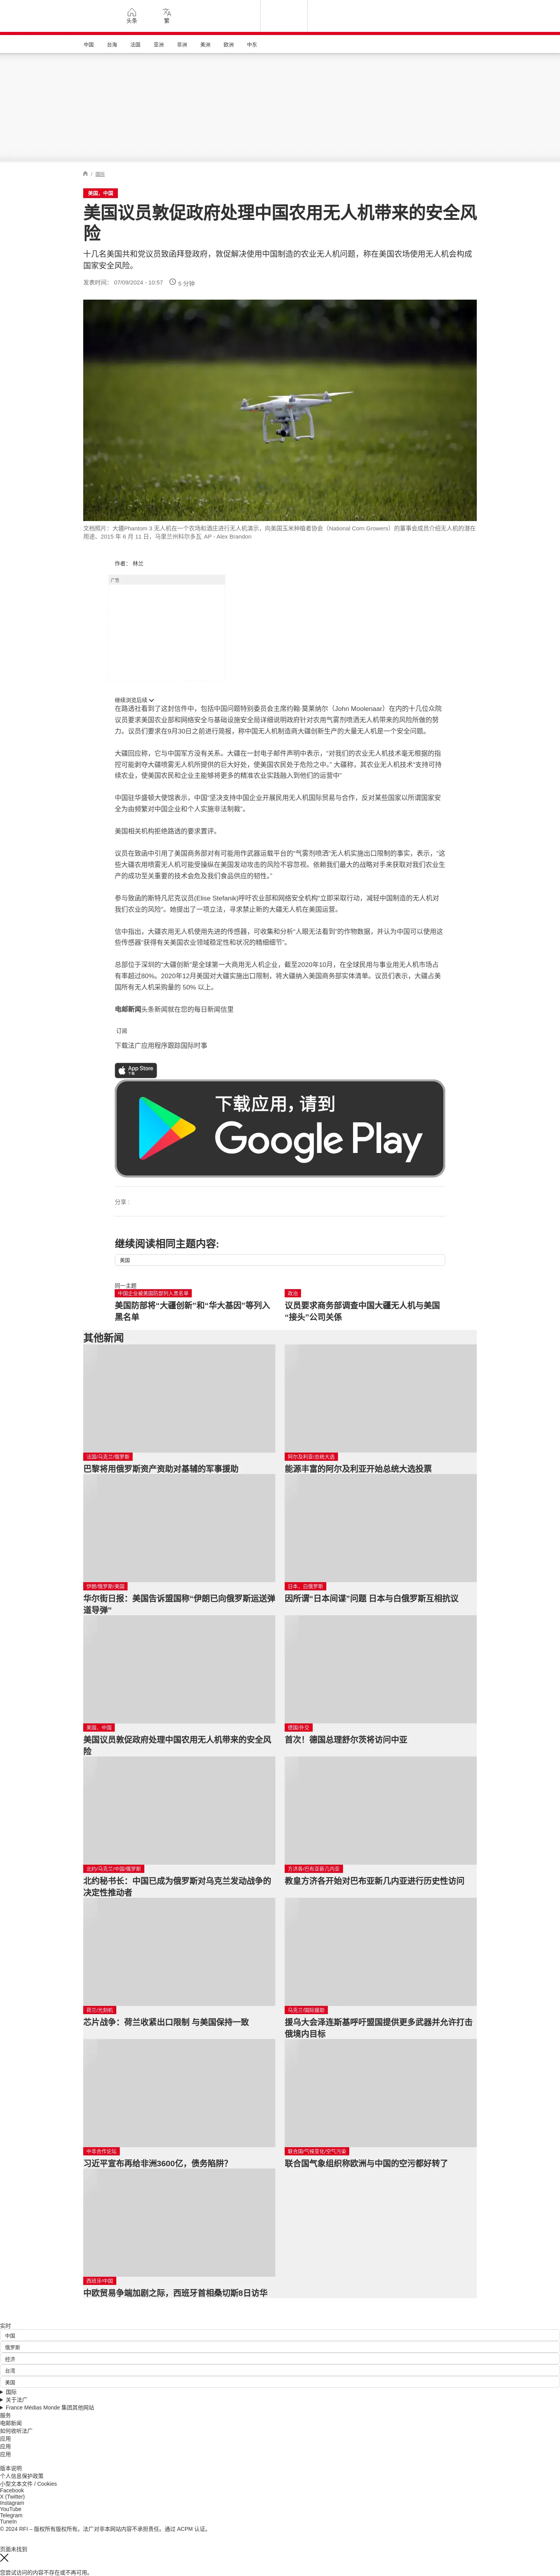 头条
繁
中国
台海
法国
亚洲
非洲
美洲
欧洲
中东
/ 国际
美国，中国
美国议员敦促政府处理中国农用无人机带来的安全风
险
十几名美国共和党议员致函拜登政府，敦促解决使用中国制造的农业无人机问题，称在美国农场使用无人机会构成
国家安全风险。
发表时间： 07/09/2024 - 10:57
5 分钟
文档照片：大疆Phantom 3 无人机在一个农场和酒庄进行无人机演示，向美国玉米种植者协会（National Corn Growers）的董事会成员介绍无人机的潜在
用途、2015 年 6 月 11 日，马里兰州科尔多瓦 AP - Alex Brandon
作者： 林兰
广告
继续浏览后续
在路透社看到了这封信件中，包括中国问题特别委员会主席约翰·莫莱纳尔（John Moolenaar）在内的十几位众院
议员要求美国农业部和网络安全与基础设施安全局详细说明政府针对农用气雾剂喷洒无人机带来的风险所做的努
力。议员们要求在9月30日之前进行简报，称中国无人机制造商大疆创新生产的大量无人机是一个安全问题。
大疆回应称，它与中国军方没有关系。大疆在一封电子邮件声明中表示，“对我们的农业无人机技术毫无根据的指
控可能剥夺大疆喷雾无人机所提供的巨大好处，使美国农民处于危险之中。” 大疆称，其农业无人机技术“支持可持
续农业，使美国农民和企业主能够将更多的精准农业实践融入到他们的运营中”
中国驻华盛顿大使馆表示，中国“坚决支持中国企业开展民用无人机国际贸易与合作，反对某些国家以所谓国家安
全为由频繁对中国企业和个人实施非法制裁”。
美国相关机构拒绝路透的要求置评。
议员在致函中引用了美国商务部对有可能用作武器运载平台的“气雾剂喷洒”无人机实施出口限制的事实，表示，“这
些大疆农用喷雾无人机可能受操纵在美国发动攻击的风险不容忽视。依赖我们最大的战略对手来获取对我们农业生
产的成功至关重要的技术会危及我们食品供应的韧性。”
参与致函的斯特凡尼克议员(Elise Stefanik)呼吁农业部和网络安全机构“立即采取行动，减轻中国制造的无人机对
我们农业的风险”。她提出了一项立法，寻求禁止新的大疆无人机在美国运营。
信中指出，大疆农用无人机使用先进的传感器，可收集和分析“人眼无法看到”的作物数据，并认为中国可以使用这
些传感器“获得有关美国农业领域稳定性和状况的精细细节”。
总部位于深圳的“大疆创新”是全球第一大商用无人机企业，截至2020年10月，在全球民用与事业用无人机市场占
有率超过80%。2020年12月美国对大疆实施出口限制，将大疆纳入美国商务部实体清单。议员们表示，大疆占美
国所有无人机采购量的 50% 以上。
电邮新闻头条新闻就在您的每日新闻信里
订阅
下载法广应用程序跟踪国际时事
App Store
下载
下载应用，请到
Google Play
分享 :
继续阅读相同主题内容:
美国
同一主题
中国企业被美国防部列入黑名单
美国防部将“大疆创新”和“华大基因”等列入
黑名单
政治
议员要求商务部调查中国大疆无人机与美国
“接头”公司关係
其他新闻
法国/乌克兰/俄罗斯
巴黎将用俄罗斯资产资助对基辅的军事援助
阿尔及利亚/总统大选
能源丰富的阿尔及利亚开始总统大选投票
伊朗/俄罗斯/美国
华尔街日报：美国告诉盟国称“伊朗已向俄罗斯运送弹
道导弹”
日本，白俄罗斯
因所谓“日本间谍”问题 日本与白俄罗斯互相抗议
美国，中国
美国议员敦促政府处理中国农用无人机带来的安全风
险
德国/外交
首次！德国总理舒尔茨将访问中亚
北约/乌克兰/中国/俄罗斯
北约秘书长：中国已成为俄罗斯对乌克兰发动战争的
决定性推动者
方济各/巴布亚新几内亚
教皇方济各开始对巴布亚新几内亚进行历史性访问
荷兰/光刻机
芯片战争：荷兰收紧出口限制 与美国保持一致
乌克兰/国际援助
援乌大会泽连斯基呼吁盟国提供更多武器并允许打击
俄境内目标
中非合作论坛
习近平宣布再给非洲3600亿，债务陷阱？
联合国/气候变化/空气污染
联合国气象组织称欧洲与中国的空污都好转了
西班牙/中国
中欧贸易争端加剧之际，西班牙首相桑切斯8日访华
实时
中国
俄罗斯
经济
台湾
美国
国际
关于法广
France Médias Monde 集团其他网站
服务
电邮新闻
如何收听法广
应用
应用
应用
版本说明
个人信息保护政策
小型文本文件 / Cookies
Facebook
X (Twitter)
Instagram
YouTube
Telegram
TuneIn
© 2024 RFI – 版权所有版权所有。法广对非本网站内容不承担责任。通过 ACPM 认证。
页面未找到
您尝试访问的内容不存在或不再可用。